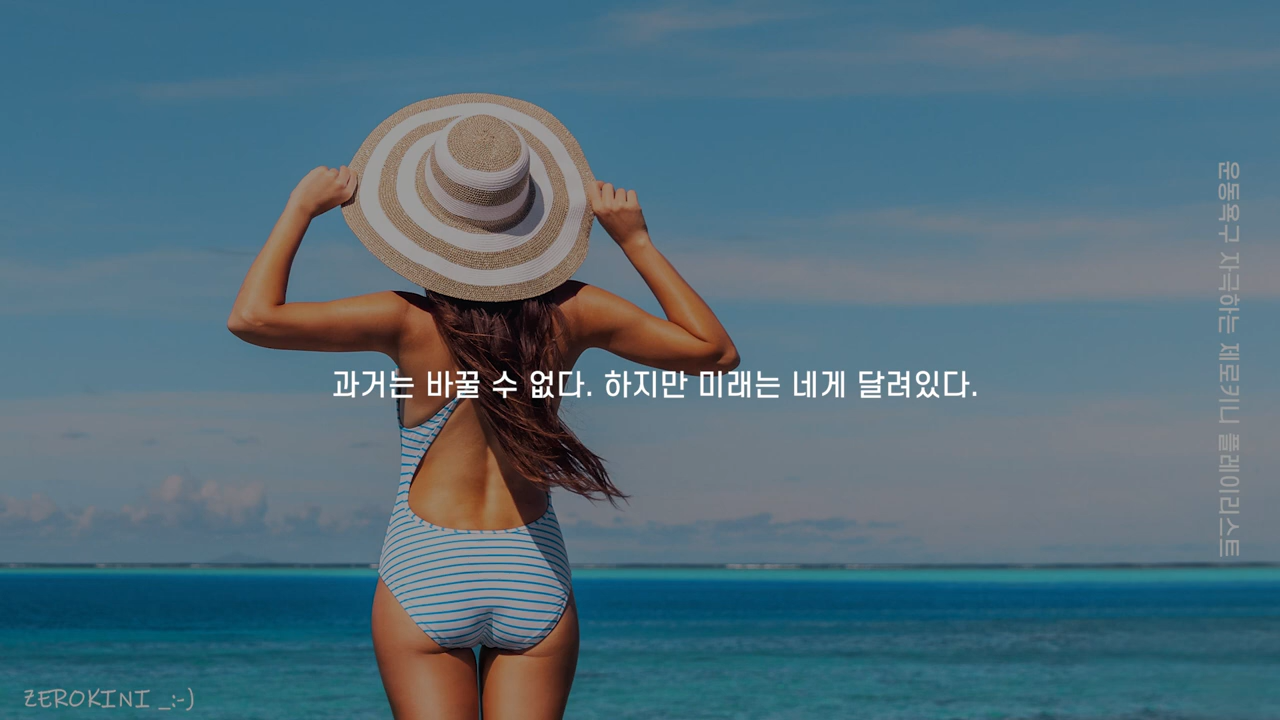 과거는 바꿀 수 없다. 하지만 미래는 네게 달려있다.
운동욕구 자극하는 제로키니 플레이리스트
ZEROKINI _:-)